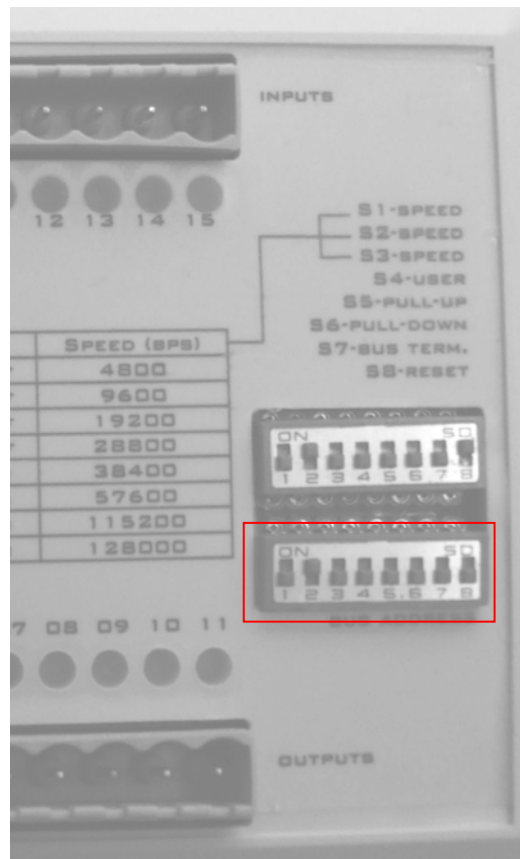 INPUTS
12 13 14 15
S1-SPEED
S2-SPEED
S3-SPEED
S4-USER
S5-PULL-UP
S6-PULL-DOWN
S7-BUS TERM.
S8-RESET
SPEED (BPS)
4800
9600
19200
28800
38400
57600
115200
128000
ON SD
1 2 3 4 5 6 7 8
ON SD
1 2 3 4 5 6 7 8
BUS ADDRESS
7 08 09 10 11
OUTPUTS